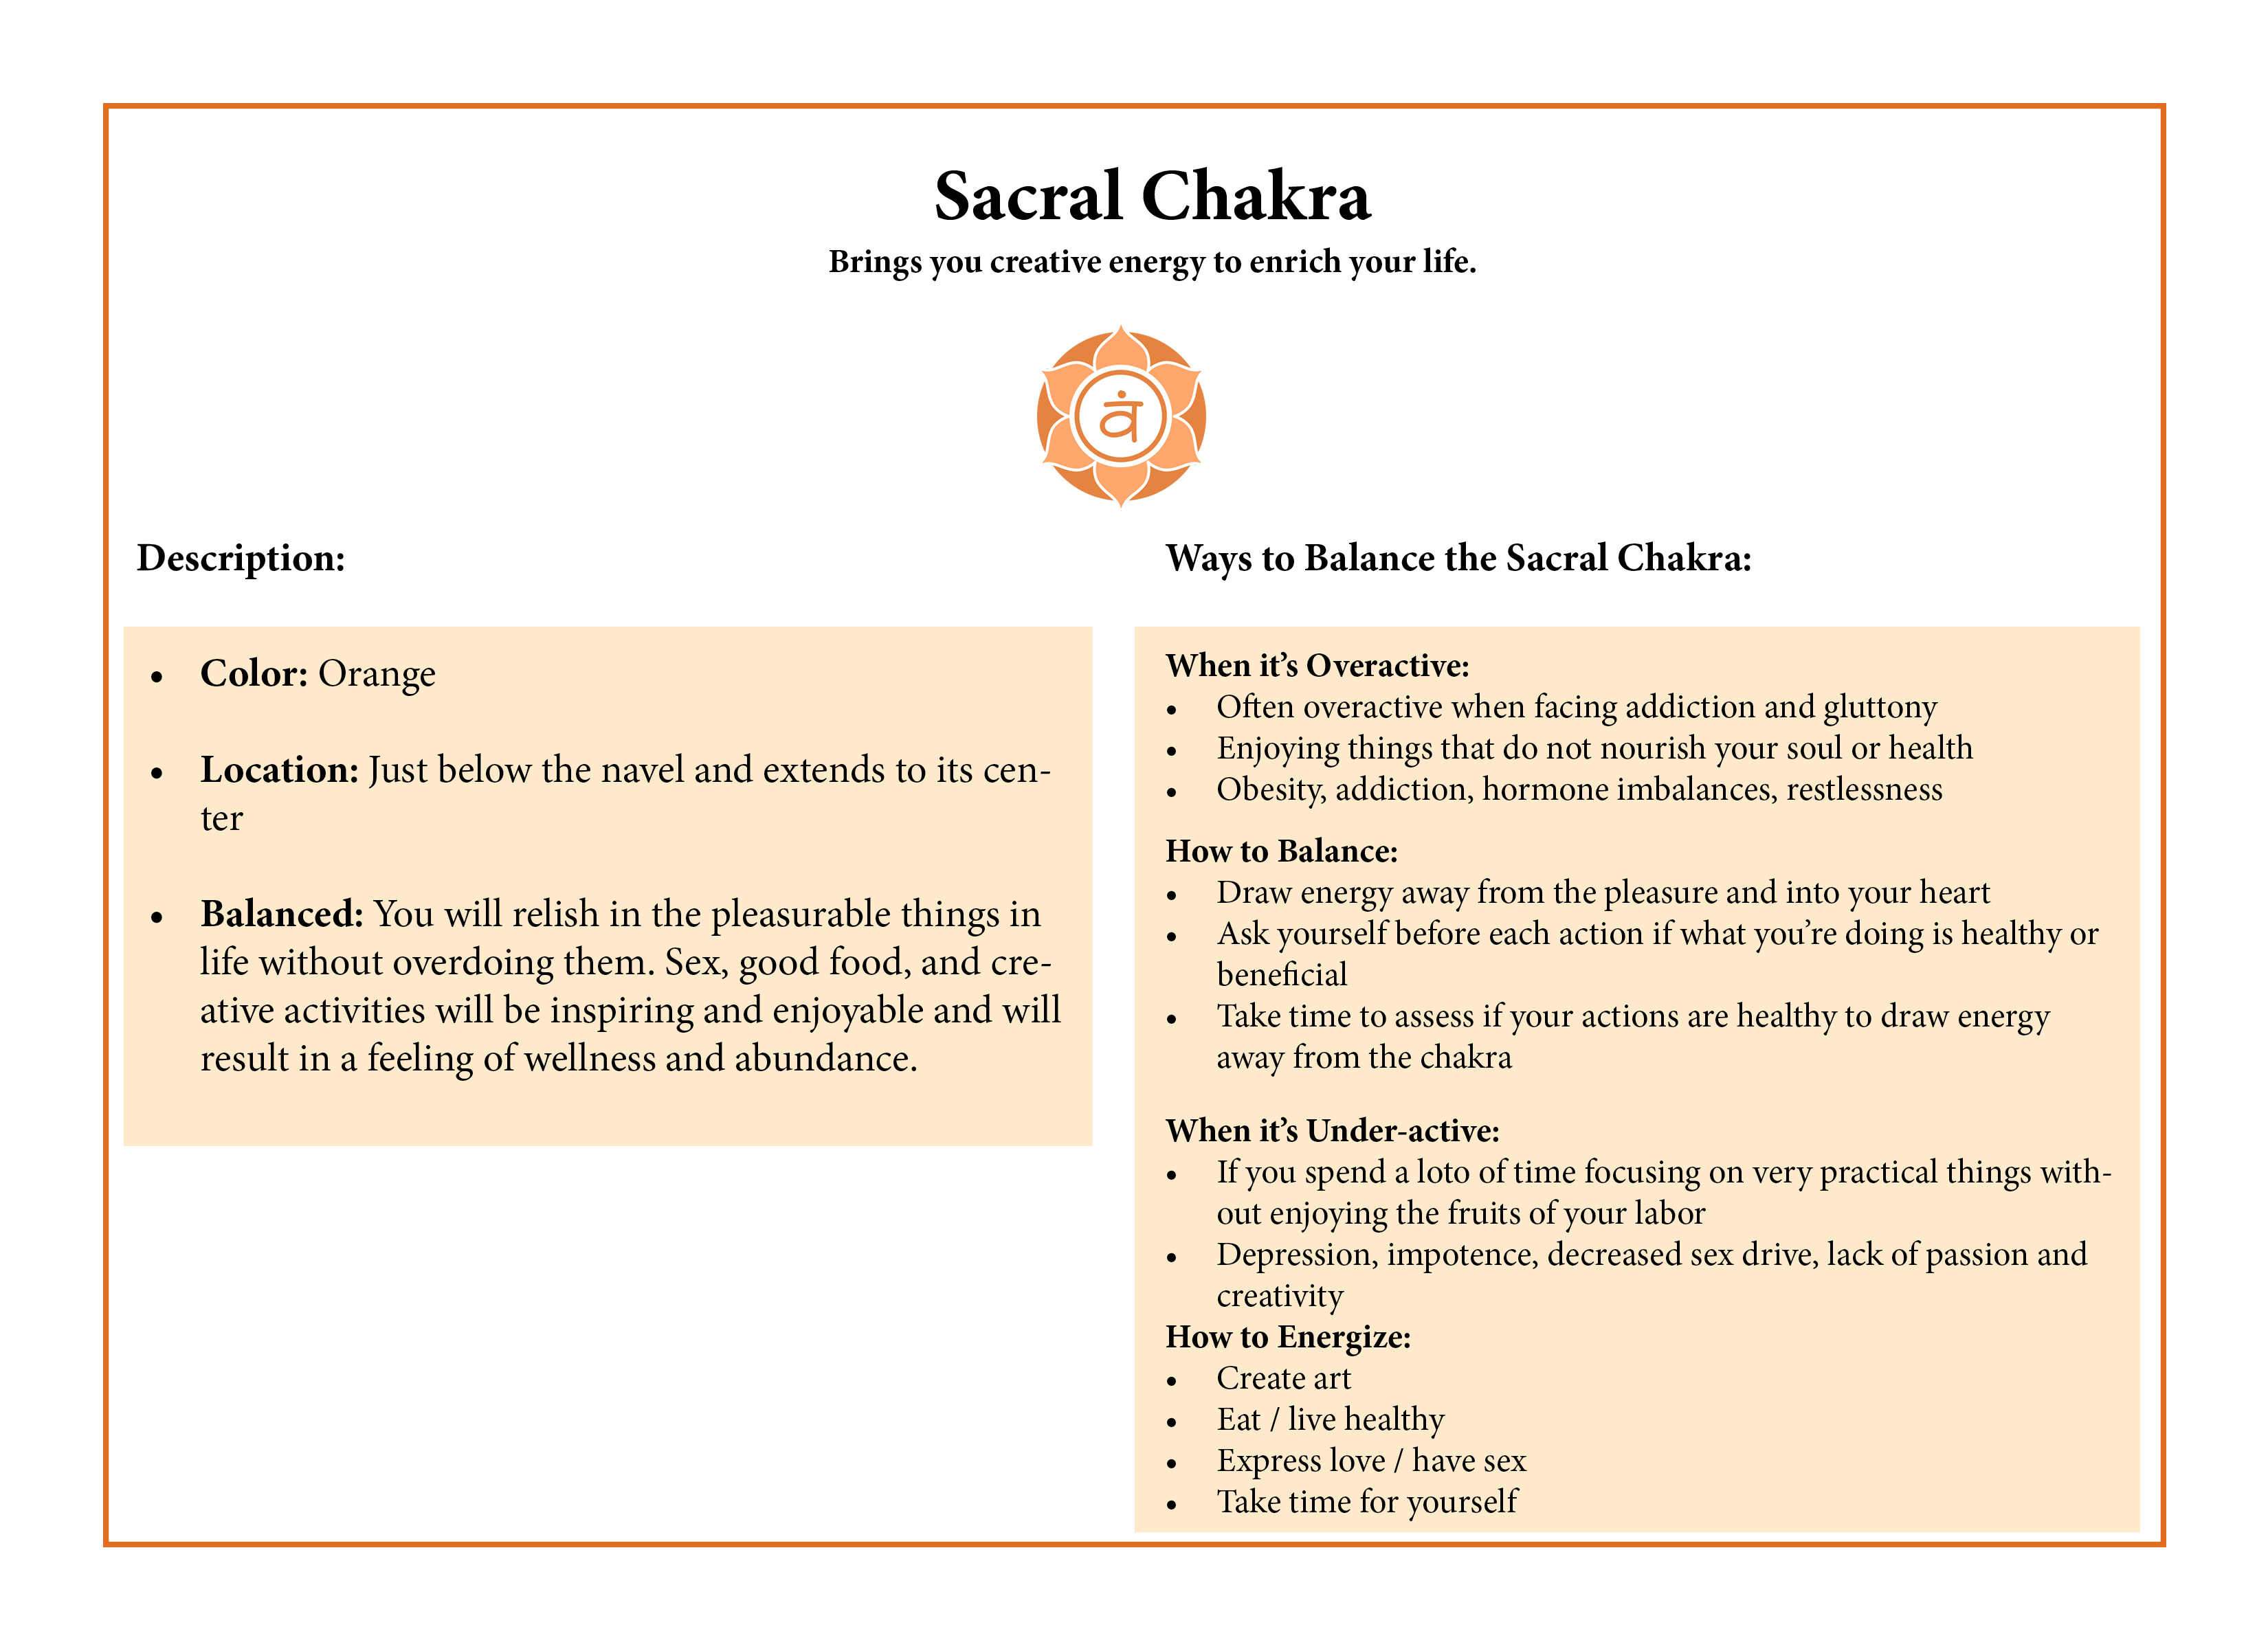 Sacral Chakra
Brings you creative energy to enrich your life.
वं
Description:
• Color: Orange
• Location: Just below the navel and extends to its cen-
ter
• Balanced: You will relish in the pleasurable things in
life without overdoing them. Sex, good food, and cre-
ative activities will be inspiring and enjoyable and will
result in a feeling of wellness and abundance.
Ways to Balance the Sacral Chakra:
When it’s Overactive:
• Often overactive when facing addiction and gluttony
• Enjoying things that do not nourish your soul or health
• Obesity, addiction, hormone imbalances, restlessness
How to Balance:
• Draw energy away from the pleasure and into your heart
• Ask yourself before each action if what you’re doing is healthy or
beneficial
• Take time to assess if your actions are healthy to draw energy
away from the chakra
When it’s Under-active:
• If you spend a loto of time focusing on very practical things with-
out enjoying the fruits of your labor
• Depression, impotence, decreased sex drive, lack of passion and
creativity
How to Energize:
• Create art
• Eat / live healthy
• Express love / have sex
• Take time for yourself